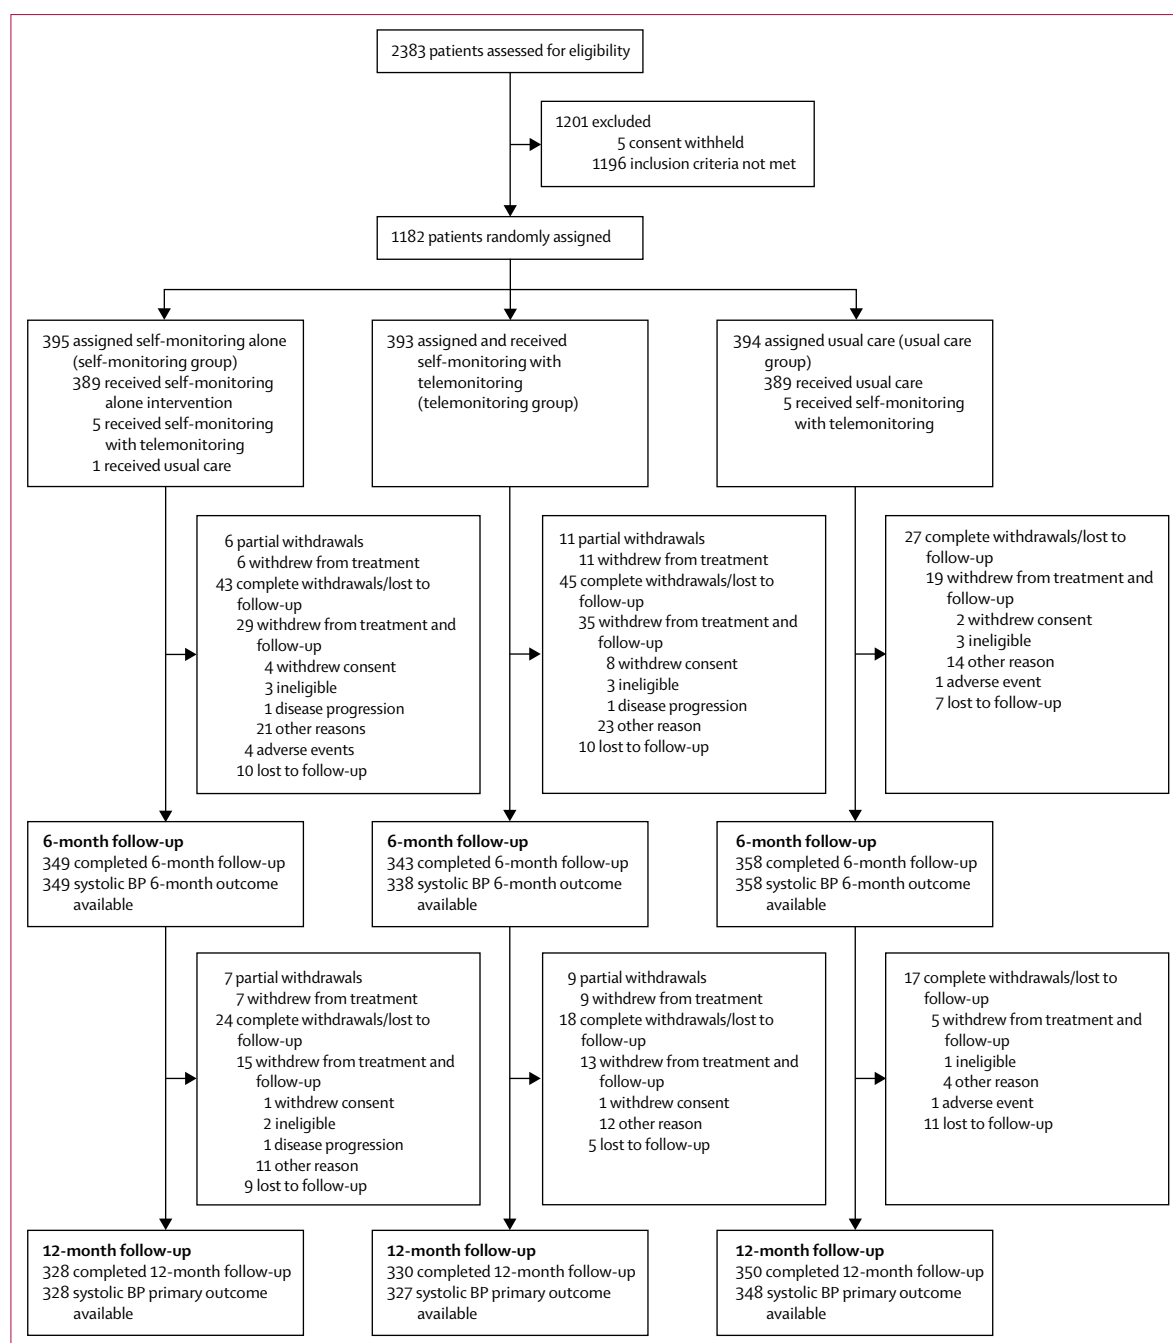 2383 patients assessed for eligibility
1201 excluded
5 consent withheld
1196 inclusion criteria not met
1182 patients randomly assigned
395 assigned self-monitoring alone
(self-monitoring group)
389 received self-monitoring
alone intervention
5 received self-monitoring
with telemonitoring
1 received usual care
393 assigned and received
self-monitoring with
telemonitoring
(telemonitoring group)
394 assigned usual care (usual care
group)
389 received usual care
5 received self-monitoring
with telemonitoring
6 partial withdrawals
6 withdrew from treatment
43 complete withdrawals/lost to
follow-up
29 withdrew from treatment and
follow-up
4 withdrew consent
3 ineligible
1 disease progression
21 other reasons
4 adverse events
10 lost to follow-up
11 partial withdrawals
11 withdrew from treatment
45 complete withdrawals/lost to
follow-up
35 withdrew from treatment and
follow-up
8 withdrew consent
3 ineligible
1 disease progression
23 other reason
10 lost to follow-up
27 complete withdrawals/lost to
follow-up
19 withdrew from treatment and
follow-up
2 withdrew consent
3 ineligible
14 other reason
1 adverse event
7 lost to follow-up
6-month follow-up
349 completed 6-month follow-up
349 systolic BP 6-month outcome
available
6-month follow-up
343 completed 6-month follow-up
338 systolic BP 6-month outcome
available
6-month follow-up
358 completed 6-month follow-up
358 systolic BP 6-month outcome
available
7 partial withdrawals
7 withdrew from treatment
24 complete withdrawals/lost to
follow-up
15 withdrew from treatment and
follow-up
1 withdrew consent
2 ineligible
1 disease progression
11 other reason
9 lost to follow-up
9 partial withdrawals
9 withdrew from treatment
18 complete withdrawals/lost to
follow-up
13 withdrew from treatment and
follow-up
1 withdrew consent
12 other reason
5 lost to follow-up
17 complete withdrawals/lost to
follow-up
5 withdrew from treatment and
follow-up
1 ineligible
4 other reason
1 adverse event
11 lost to follow-up
12-month follow-up
328 completed 12-month follow-up
328 systolic BP primary outcome
available
12-month follow-up
330 completed 12-month follow-up
327 systolic BP primary outcome
available
12-month follow-up
350 completed 12-month follow-up
348 systolic BP primary outcome
available